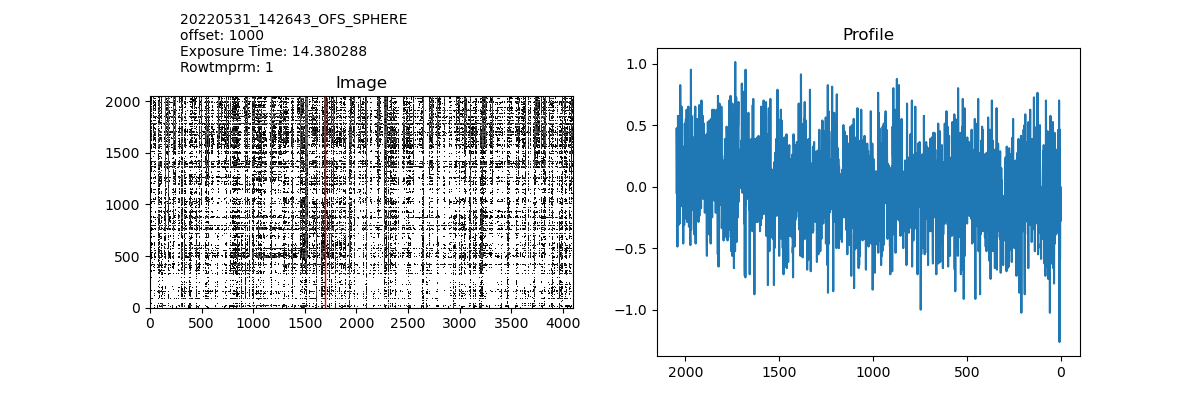 20220531_142643_OFS_SPHERE
offset: 1000
Exposure Time: 14.380288
Rowtmprm: 1
Image
2000
1500
1000
500
0
0 500 1000 1500 2000 2500 3000 3500 4000
Profile
1.0
0.5
0.0
−0.5
−1.0
2000 1500 1000 500 0